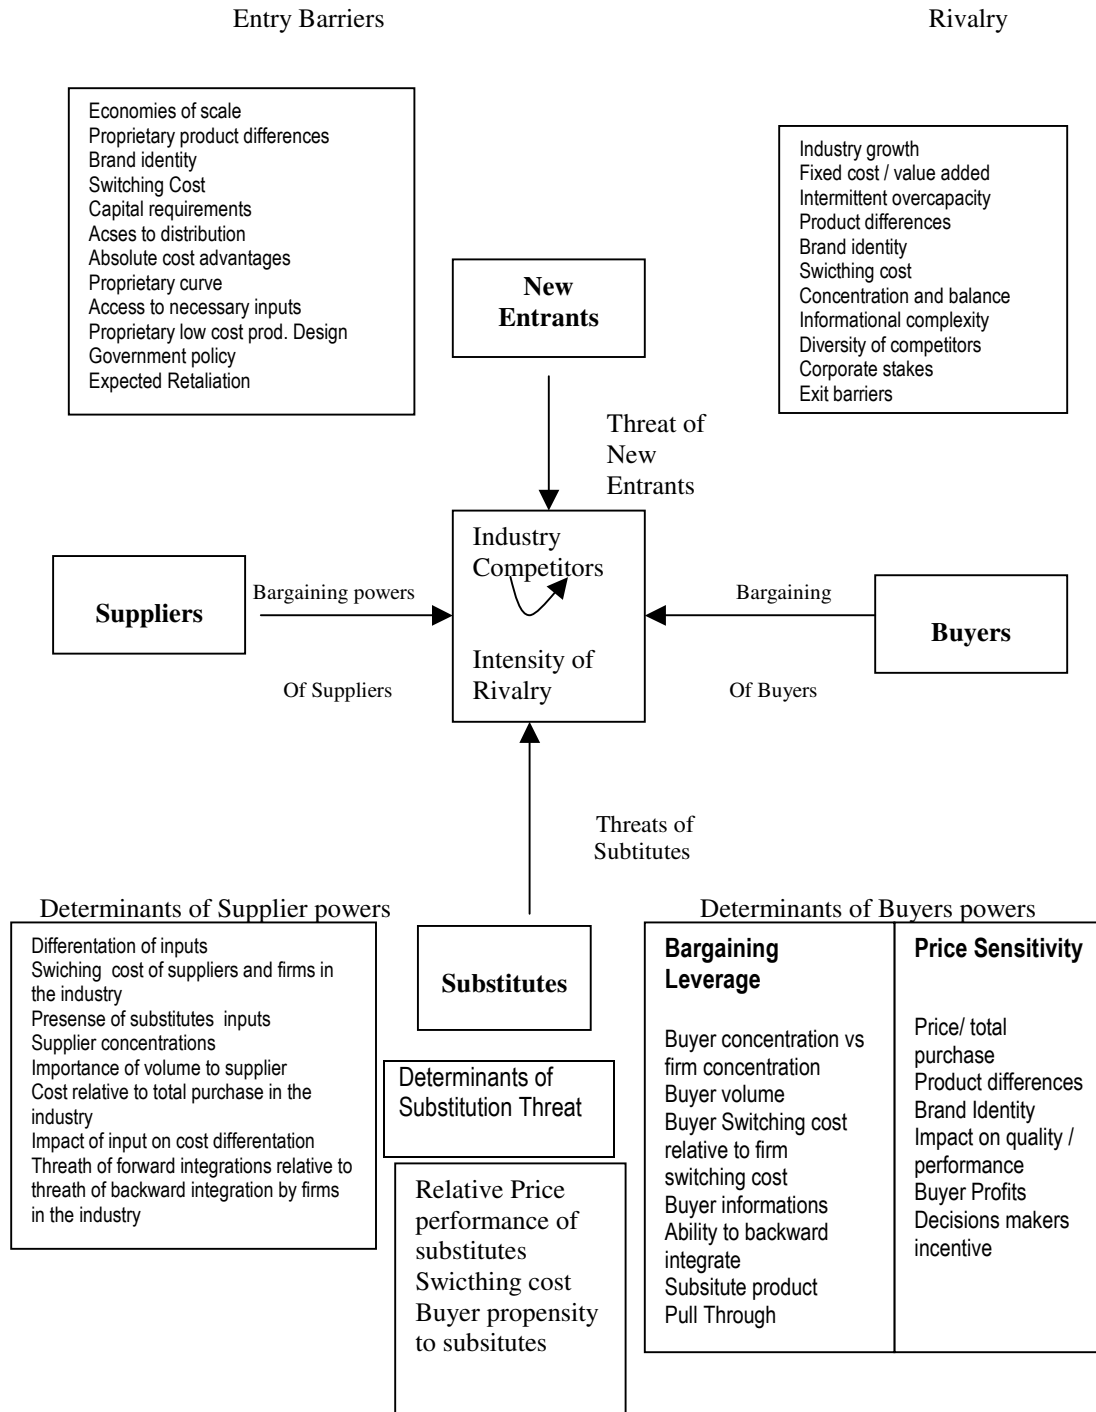 Entry Barriers
Rivalry
Economies of scale
Proprietary product differences
Brand identity
Switching Cost
Capital requirements
Acses to distribution
Absolute cost advantages
Proprietary curve
Access to necessary inputs
Proprietary low cost prod. Design
Government policy
Expected Retaliation
Industry growth
Fixed cost / value added
Intermittent overcapacity
Product differences
Brand identity
Swicthing cost
Concentration and balance
Informational complexity
Diversity of competitors
Corporate stakes
Exit barriers
New
Entrants
Threat of
New
Entrants
Suppliers
Bargaining powers
Of Suppliers
Industry
Competitors
Intensity of
Rivalry
Bargaining
Of Buyers
Buyers
Threats of
Subtitutes
Determinants of Supplier powers
Differentation of inputs
Swiching cost of suppliers and firms in
the industry
Presense of substitutes inputs
Supplier concentrations
Importance of volume to supplier
Cost relative to total purchase in the
industry
Impact of input on cost differentation
Threath of forward integrations relative to
threath of backward integration by firms
in the industry
Substitutes
Determinants of
Substitution Threat
Relative Price
performance of
substitutes
Swicthing cost
Buyer propensity
to subsitutes
Determinants of Buyers powers
Bargaining
Leverage
Buyer concentration vs
firm concentration
Buyer volume
Buyer Switching cost
relative to firm
switching cost
Buyer informations
Ability to backward
integrate
Subsitute product
Pull Through
Price Sensitivity
Price/ total
purchase
Product differences
Brand Identity
Impact on quality /
performance
Buyer Profits
Decisions makers
incentive